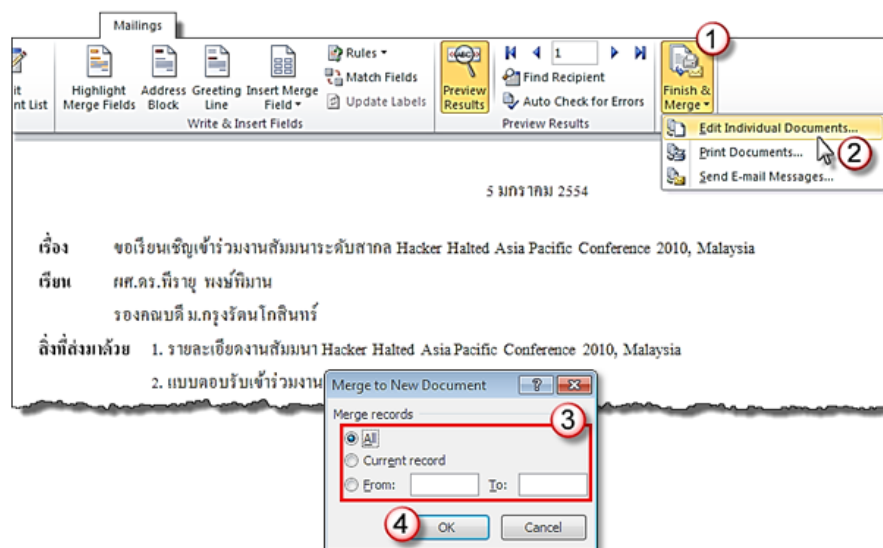 Mailings
1
it
nt List
Highlight
Merge Fields
Address
Block
Greeting
Line
Insert Merge
Field
Rules
Match Fields
Update Labels
Write & Insert Fields
«ABC»
Preview
Results
1
Find Recipient
Auto Check for Errors
Preview Results
Finish &
Merge
Edit Individual Documents...
2
Print Documents...
Send E-mail Messages...
5 มกราคม 2554
เรื่อง ขอเรียนเชิญเข้าร่วมงานสัมมนาระดับสากล Hacker Halted Asia Pacific Conference 2010, Malaysia
เรียน ผศ.ดร.พีรายุ พงษ์พิมาน
รองคณบดี ม.กรุงรัตนโกสินทร์
สิ่งที่ส่งมาด้วย 1. รายละเอียดงานสัมมนา Hacker Halted Asia Pacific Conference 2010, Malaysia
2. แบบตอบรับเข้าร่วมงาน
Merge to New Document
Merge records
3
All
Current record
From: To:
4
OK Cancel